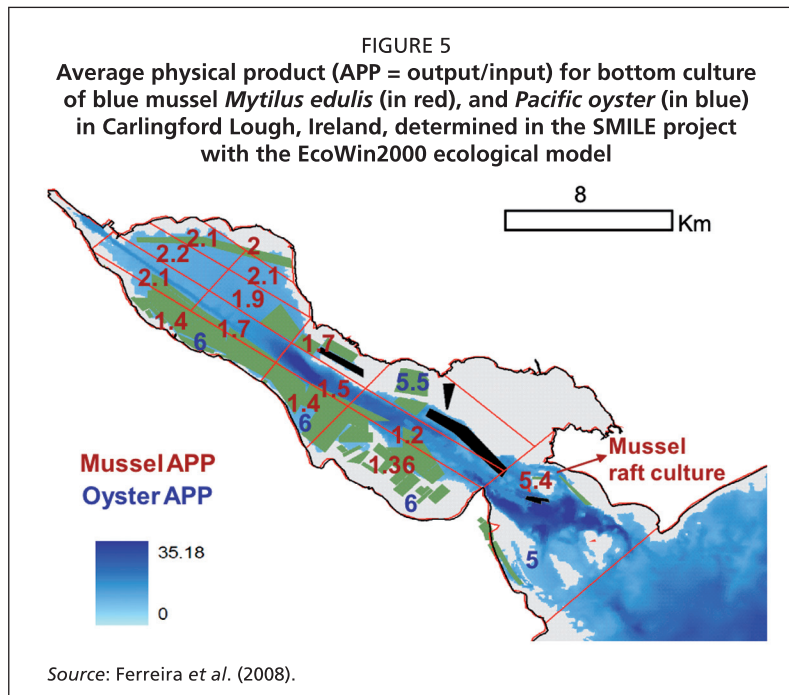 FIGURE 5
Average physical product (APP = output/input) for bottom culture
of blue mussel Mytilus edulis (in red), and Pacific oyster (in blue)
in Carlingford Lough, Ireland, determined in the SMILE project
with the EcoWin2000 ecological model
8
Km
2.1
2
2.2
2.1
2.1
1.9
1.4
1.7
6
1.7
5.5
1.5
1.4
6
1.2
1.36
Mussel
raft culture
5.4
Mussel APP
Oyster APP
6
5
35.18
0
Source: Ferreira et al. (2008).